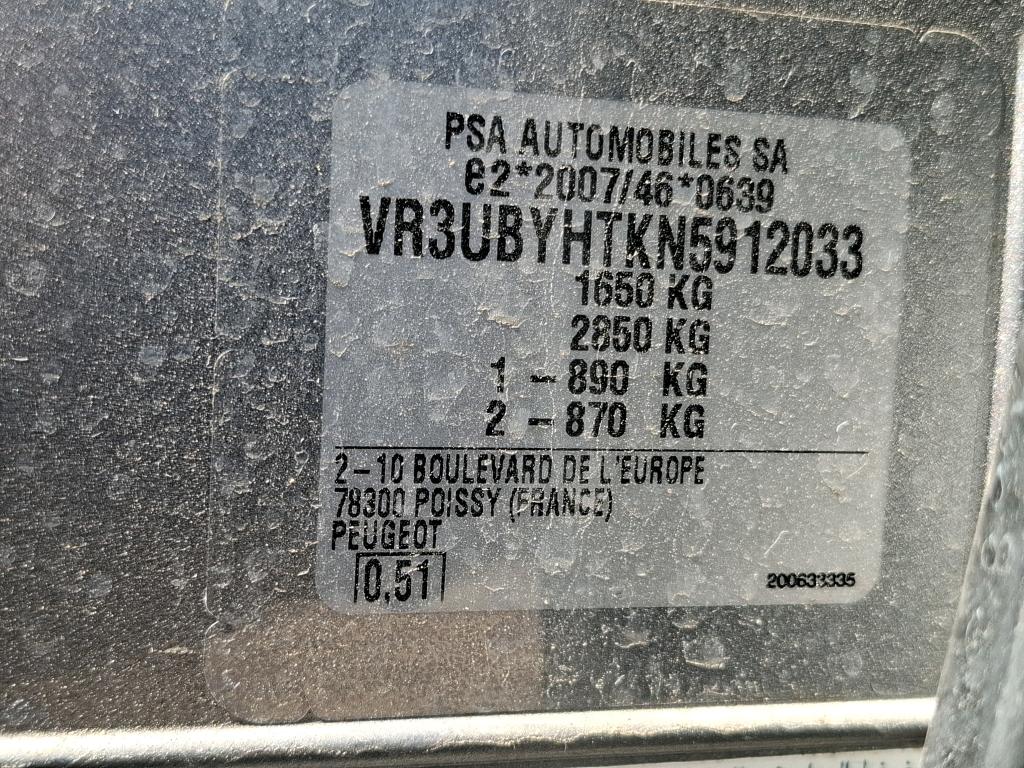 PSA AUTOMOBILES SA
e2*2007/46*0639
VR3UBYHTKN5912033
1650 KG
2850 KG
1 - 890 KG
2 - 870 KG
2-10 BOULEVARD DE L'EUROPE
78300 POISSY (FRANCE)
PEUGEOT
0.51
200633335